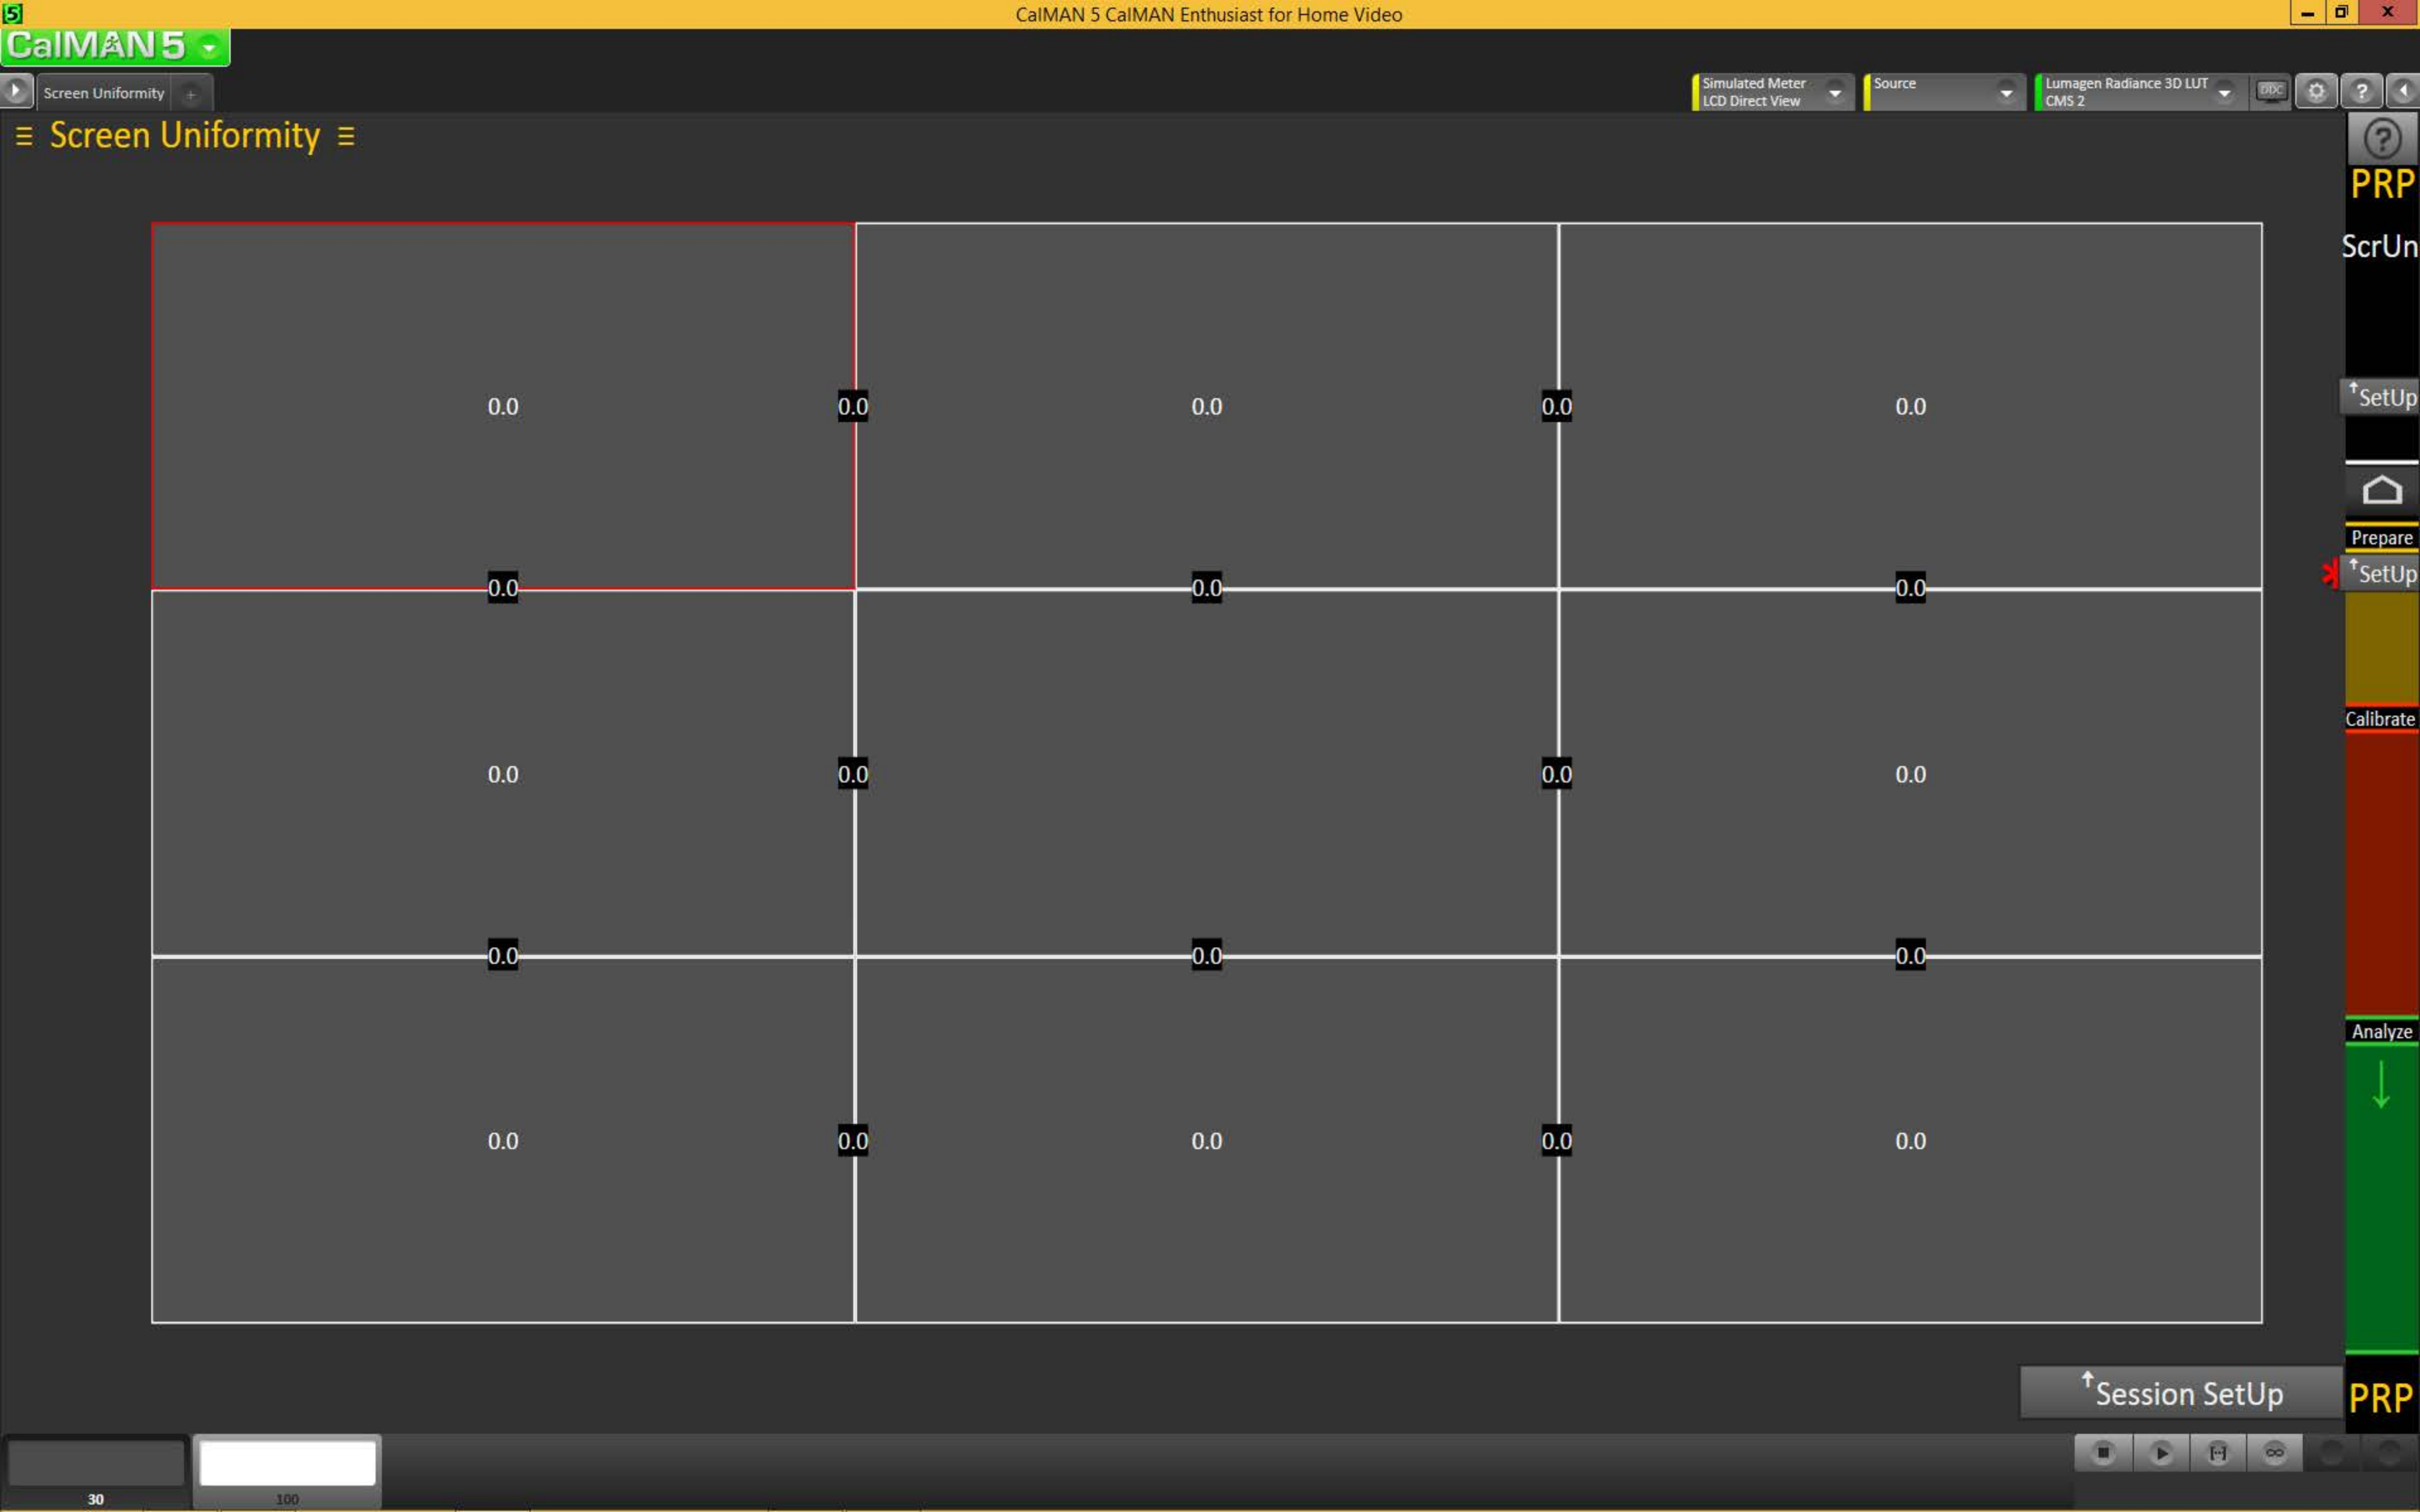 5
CalMAN 5 CalMAN Enthusiast for Home Video
CalMAN 5
Screen Uniformity +
Simulated Meter
LCD Direct View
Source
Lumagen Radiance 3D LUT
CMS 2
DDC
?
Screen Uniformity
?
PRP
ScrUn
0.0 0.0 0.0 0.0 0.0
SetUp
Prepare
SetUp
0.0 0.0 0.0
Calibrate
0.0 0.0 0.0 0.0
0.0 0.0 0.0
Analyze
0.0 0.0 0.0 0.0 0.0
Session SetUp
PRP
30
100